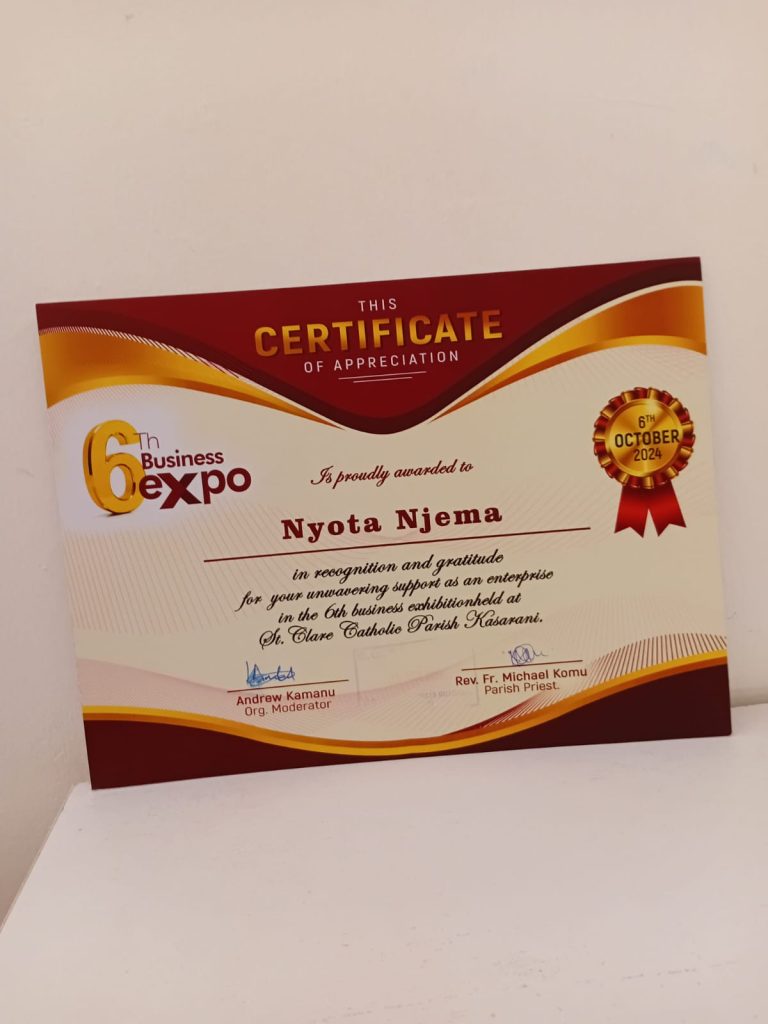 THIS
CERTIFICATE
OF APPRECIATION
6Th
Business
expo
6TH
OCTOBER
2024
Is proudly awarded to
Nyota Njema
in recognition and gratitude
for your unwavering support as an enterprise
in the 6th business exhibitionheld at
St. Clare Catholic Parish Kasarani.
Andrew Kamanu
Org. Moderator
Rev. Fr. Michael Komu
Parish Priest.